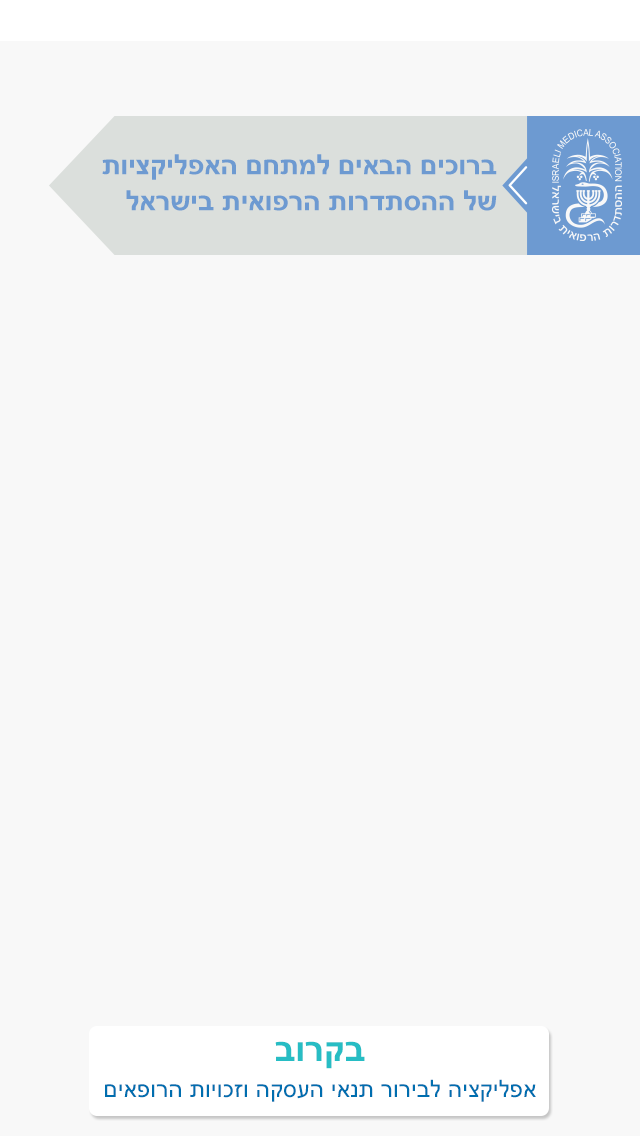 ברוכים הבאים למתחם האפליקציות
של ההסתדרות הרפואית בישראל
ISRAELI MEDICAL ASSOCIATION
ההסתדרות הרפואית בישראל
בקרוב
אפליקציה לבירור תנאי העסקה וזכויות הרופאים